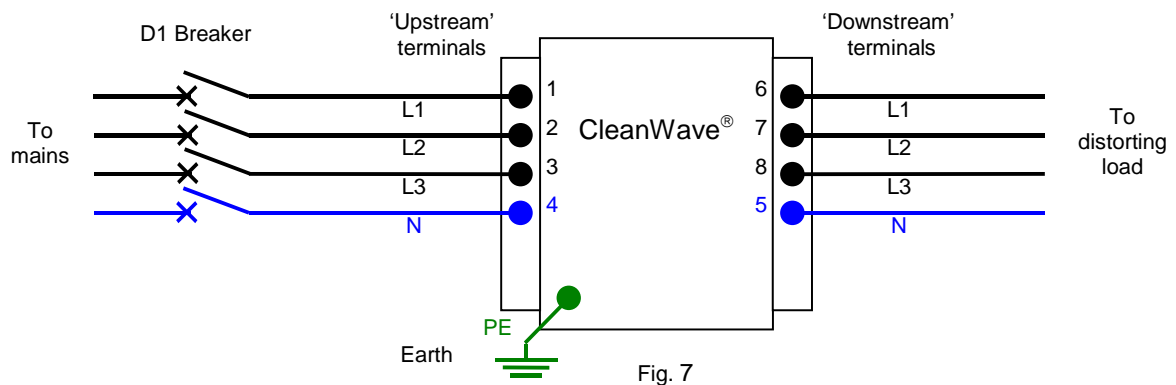 D1 Breaker
'Upstream'
terminals
'Downstream'
terminals
To
mains
L1
L2
L3
N
1
2
3
4
CleanWave®
6
7
8
5
L1
L2
L3
N
To
distorting
load
PE
Earth
Fig. 7